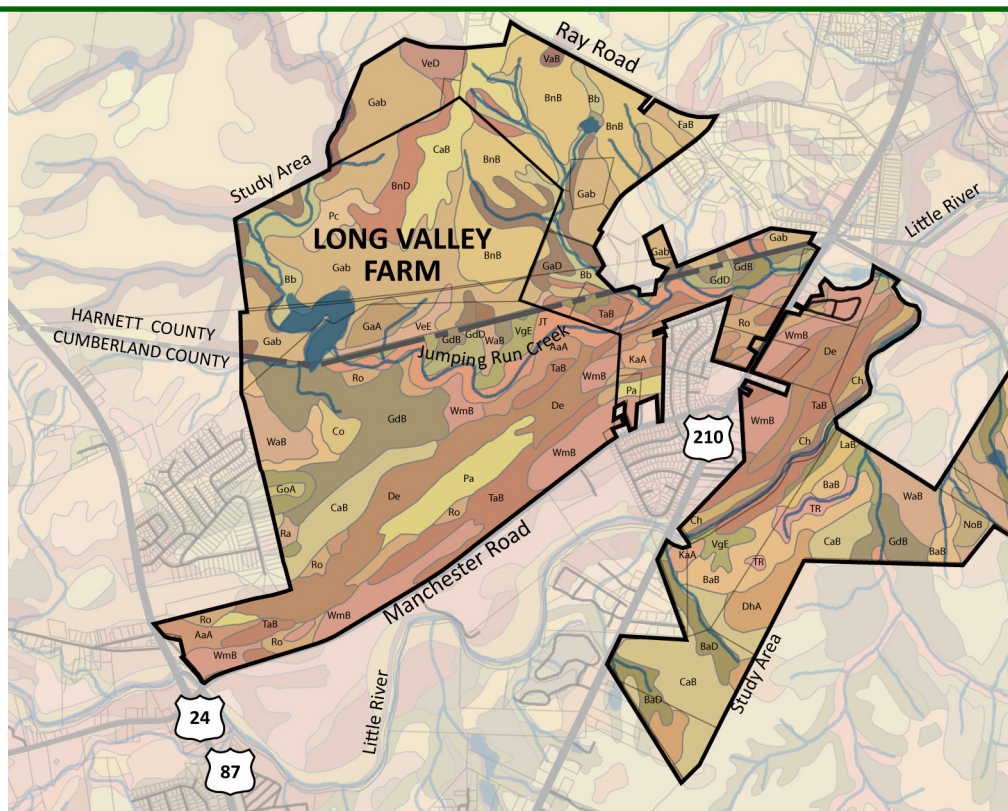 Ray Road
VeD
VaB
Gab
BnB
Bb
BnB
FaB
CaB
BnB
Study Area
BnD
Gab
Pc
Little River
LONG VALLEY
FARM
BnB
Gab
Gab
Gab
GdB
GaD
Bb
GdD
Bb
HARNETT COUNTY
CUMBERLAND COUNTY
GaA
VeE
GdD
GdB
WaB
VgE
JT
TaB
Ro
WmB
De
Gab
Jumping Run Creek
AaA
KaA
Ro
TaB
WmB
Pa
Ch
WmB
De
TaB
GdB
WmB
WmB
210
Ch
WaB
Co
LaB
Pa
BaB
WaB
GoA
De
TaB
TR
NoB
CaB
Ro
Ch
Ra
VgE
CaB
GdB
BaB
KaA
TR
Ro
BaB
Manchester Road
DhA
Ro
TaB
WmB
AaA
Ro
BaD
WmB
CaB
Study Area
BaD
24
Little River
87